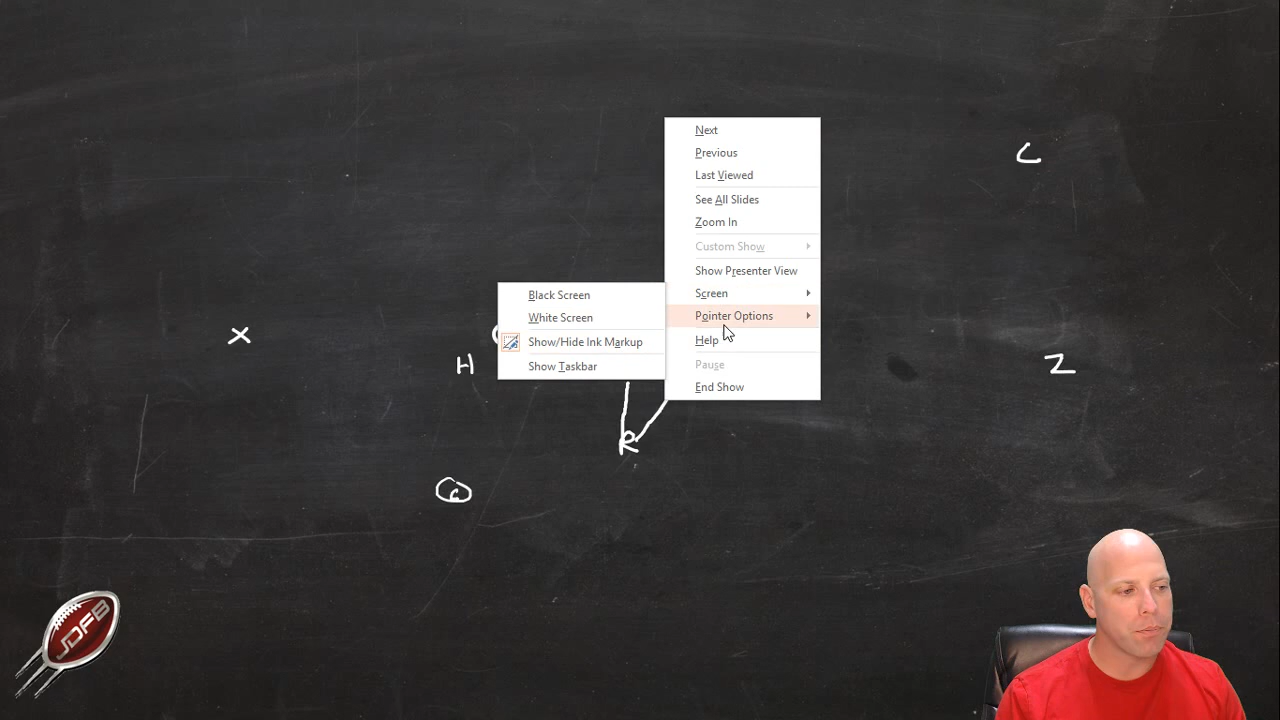 Next
Previous
C
Last Viewed
See All Slides
Zoom In
Custom Show
Show Presenter View
Black Screen
Screen
White Screen
Pointer Options
X
H
Show/Hide Ink Markup
Help
Z
Show Taskbar
Pause
End Show
R
C
JDFB